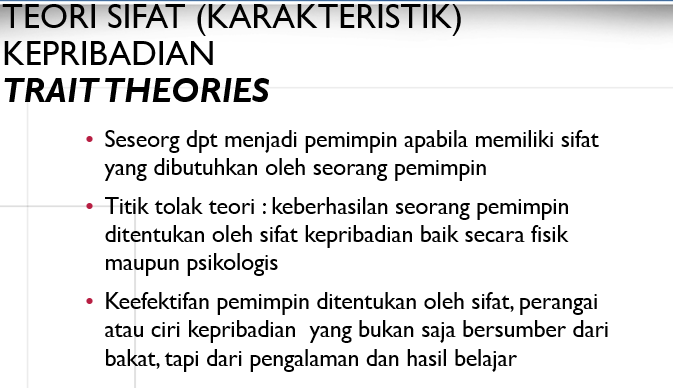 TEORI SIFAT (KARAKTERISTIK)
KEPRIBADIAN
TRAIT THEORIES
• Seseorg dpt menjadi pemimpin apabila memiliki sifat
yang dibutuhkan oleh seorang pemimpin
• Titik tolak teori : keberhasilan seorang pemimpin
ditentukan oleh sifat kepribadian baik secara fisik
maupun psikologis
• Keefektifan pemimpin ditentukan oleh sifat, perangai
atau ciri kepribadian  yang bukan saja bersumber dari
bakat, tapi dari pengalaman dan hasil belajar